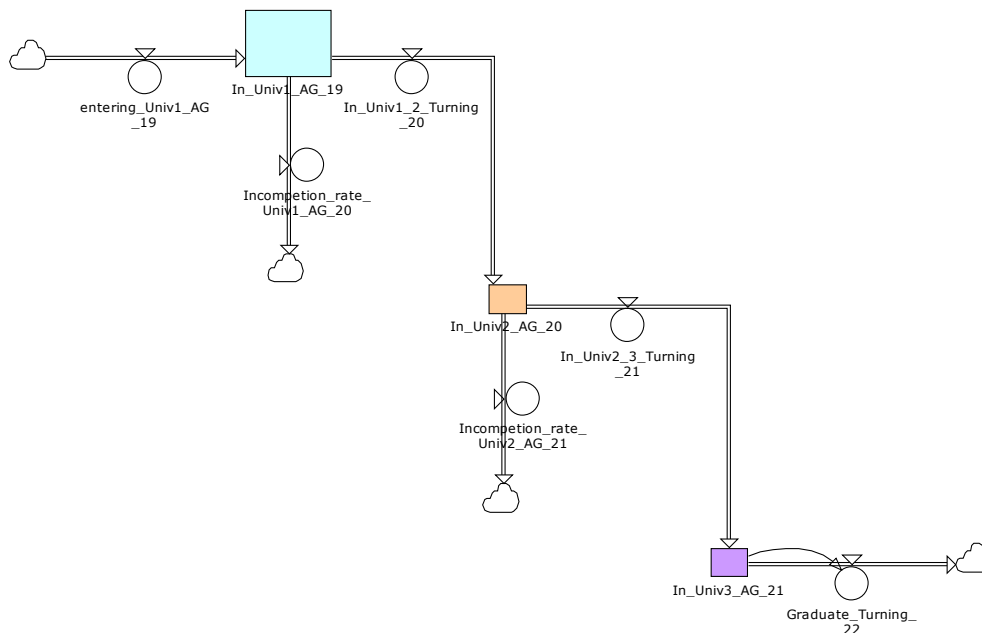 In_Univ1_AG_19
entering_Univ1_AG
_19
In_Univ1_2_Turning
_20
Incompetion_rate_
Univ1_AG_20
In_Univ2_AG_20
In_Univ2_3_Turning
_21
Incompetion_rate_
Univ2_AG_21
In_Univ3_AG_21
Graduate_Turning_
22